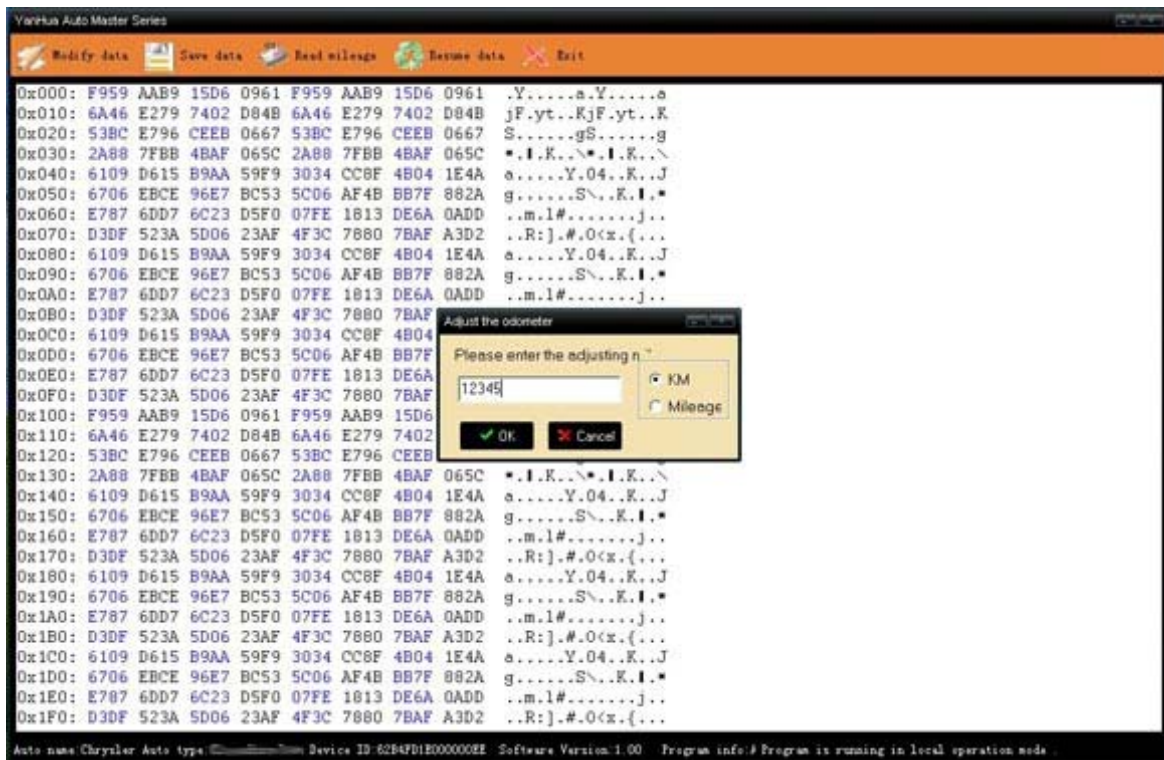 YanHua Auto Master Series
Modify data Save data Read mileage Resume data Exit
0x000: F959 AAB9 15D6 0961 F959 AAB9 15D6 0961 .Y.....a.Y.....a
0x010: 6A46 E279 7402 D84B 6A46 E279 7402 D84B jF.yt..KjF.yt..K
0x020: 53BC E796 CEEB 0667 53BC E796 CEEB 0667 S......gS......g
0x030: 2A88 7FBB 4BAF 065C 2A88 7FBB 4BAF 065C *.▮.K..\*.▮.K..\
0x040: 6109 D615 B9AA 59F9 3034 CC8F 4B04 1E4A a.....Y.04..K..J
0x050: 6706 EBCE 96E7 BC53 5C06 AF4B BB7F 882A g......S\..K.▮.*
0x060: E787 6DD7 6C23 D5F0 07FE 1813 DE6A 0ADD ..m.l#.......j..
0x070: D3DF 523A 5D06 23AF 4F3C 7880 7BAF A3D2 ..R:].#.O<x.{...
0x080: 6109 D615 B9AA 59F9 3034 CC8F 4B04 1E4A a.....Y.04..K..J
0x090: 6706 EBCE 96E7 BC53 5C06 AF4B BB7F 882A g......S\..K.▮.*
0x0A0: E787 6DD7 6C23 D5F0 07FE 1813 DE6A 0ADD ..m.l#.......j..
0x0B0: D3DF 523A 5D06 23AF 4F3C 7880 7BAF
0x0C0: 6109 D615 B9AA 59F9 3034 CC8F 4B04
0x0D0: 6706 EBCE 96E7 BC53 5C06 AF4B BB7F
0x0E0: E787 6DD7 6C23 D5F0 07FE 1813 DE6A
0x0F0: D3DF 523A 5D06 23AF 4F3C 7880 7BAF
0x100: F959 AAB9 15D6 0961 F959 AAB9 15D6
0x110: 6A46 E279 7402 D84B 6A46 E279 7402
0x120: 53BC E796 CEEB 0667 53BC E796 CEEB
0x130: 2A88 7FBB 4BAF 065C 2A88 7FBB 4BAF 065C *.▮.K..\*.▮.K..\
0x140: 6109 D615 B9AA 59F9 3034 CC8F 4B04 1E4A a.....Y.04..K..J
0x150: 6706 EBCE 96E7 BC53 5C06 AF4B BB7F 882A g......S\..K.▮.*
0x160: E787 6DD7 6C23 D5F0 07FE 1813 DE6A 0ADD ..m.l#.......j..
0x170: D3DF 523A 5D06 23AF 4F3C 7880 7BAF A3D2 ..R:].#.O<x.{...
0x180: 6109 D615 B9AA 59F9 3034 CC8F 4B04 1E4A a.....Y.04..K..J
0x190: 6706 EBCE 96E7 BC53 5C06 AF4B BB7F 882A g......S\..K.▮.*
0x1A0: E787 6DD7 6C23 D5F0 07FE 1813 DE6A 0ADD ..m.l#.......j..
0x1B0: D3DF 523A 5D06 23AF 4F3C 7880 7BAF A3D2 ..R:].#.O<x.{...
0x1C0: 6109 D615 B9AA 59F9 3034 CC8F 4B04 1E4A a.....Y.04..K..J
0x1D0: 6706 EBCE 96E7 BC53 5C06 AF4B BB7F 882A g......S\..K.▮.*
0x1E0: E787 6DD7 6C23 D5F0 07FE 1813 DE6A 0ADD ..m.l#.......j..
0x1F0: D3DF 523A 5D06 23AF 4F3C 7880 7BAF A3D2 ..R:].#.O<x.{...
Adjust the odometer
Please enter the adjusting
12345
KM
Mileage
OK Cancel
Auto name:Chrysler Auto type: Device ID:62B4FD1E000000EE Software Version:1.00 Program info:# Program is running in local operation mode .